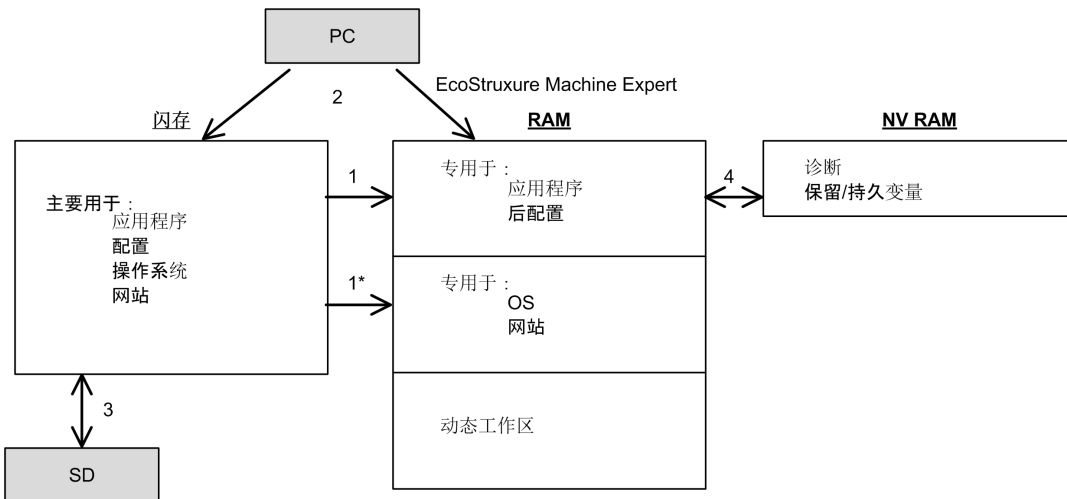 PC
EcoStruxure Machine Expert
2
闪存
RAM
NV RAM
主要用于：
应用程序
配置
操作系统
网站
1
1*
专用于：
应用程序
后配置
专用于：
OS
网站
动态工作区
4
诊断
保留/持久变量
3
SD